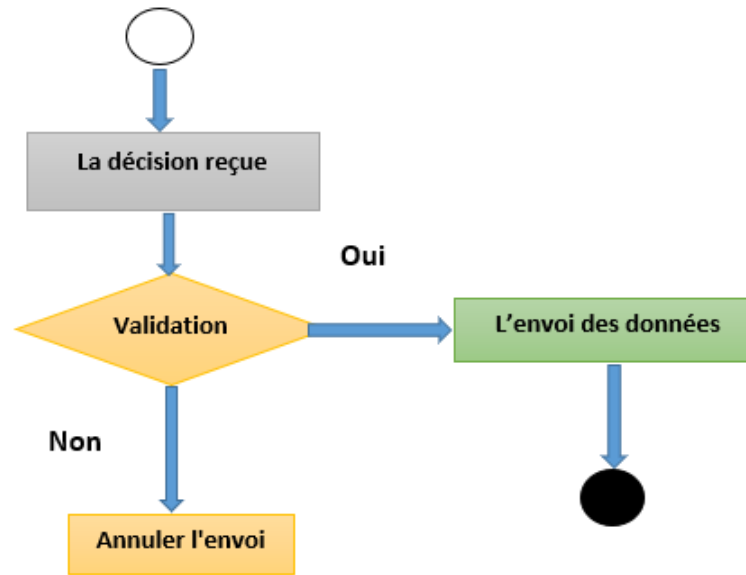 La décision reçue
Oui
Validation
L’envoi des données
Non
Annuler l'envoi